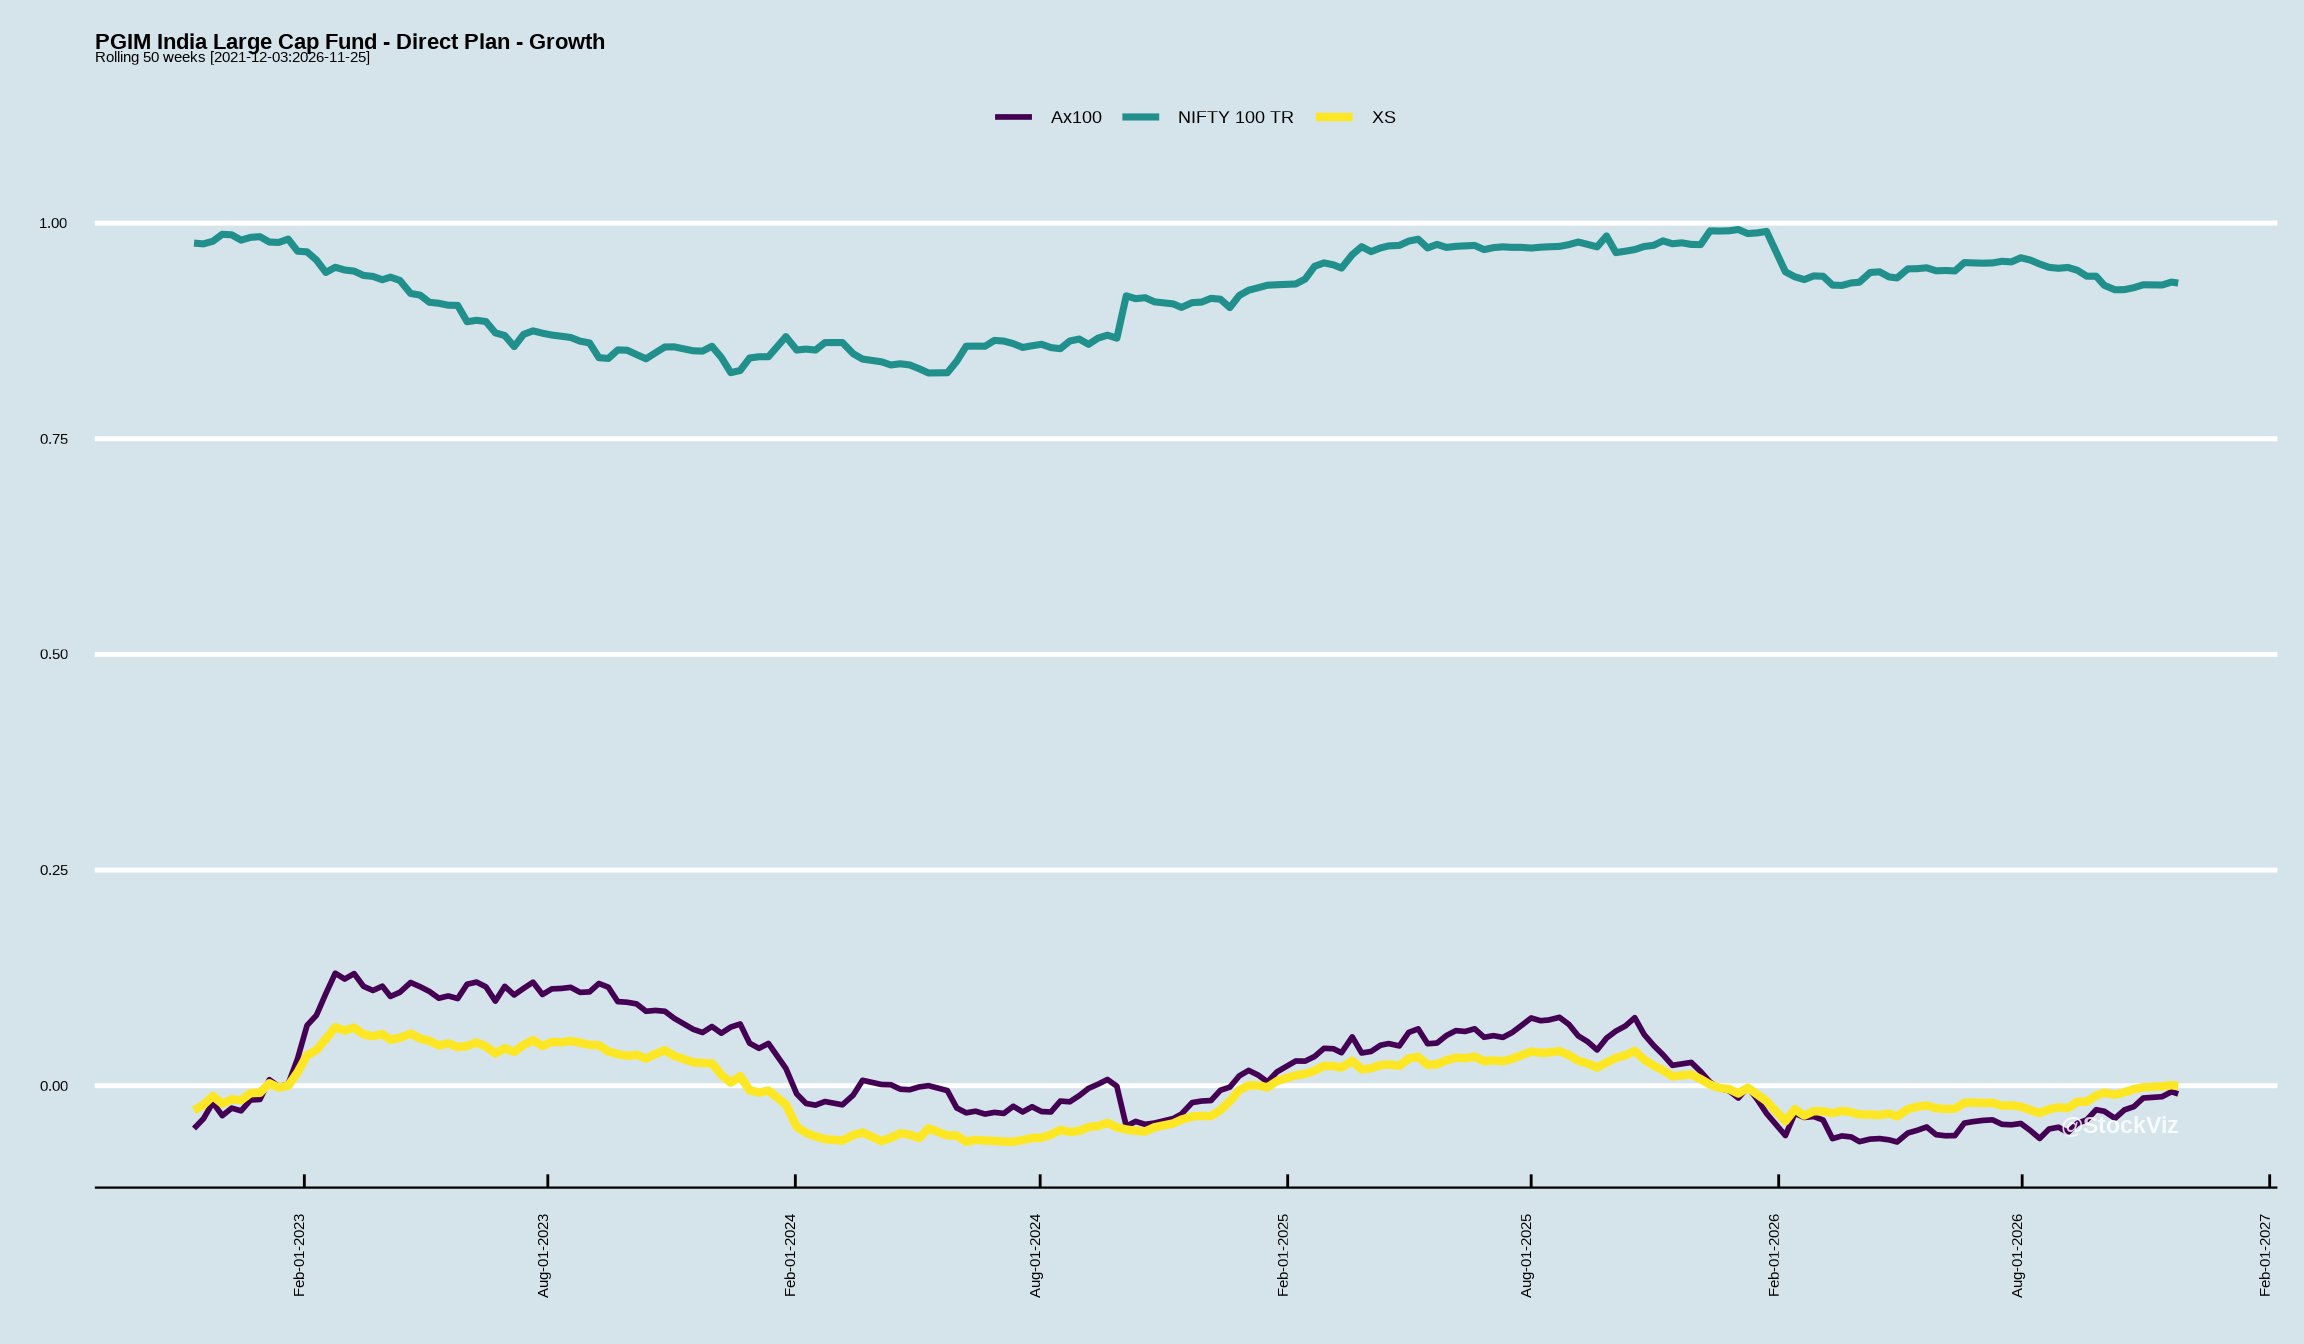 PGIM India Large Cap Fund - Direct Plan - Growth
Rolling 50 weeks [2021-12-03:2026-11-25]
Ax100 NIFTY 100 TR XS
1.00
0.75
0.50
0.25
0.00
@StockViz
Feb-01-2023
Aug-01-2023
Feb-01-2024
Aug-01-2024
Feb-01-2025
Aug-01-2025
Feb-01-2026
Aug-01-2026
Feb-01-2027